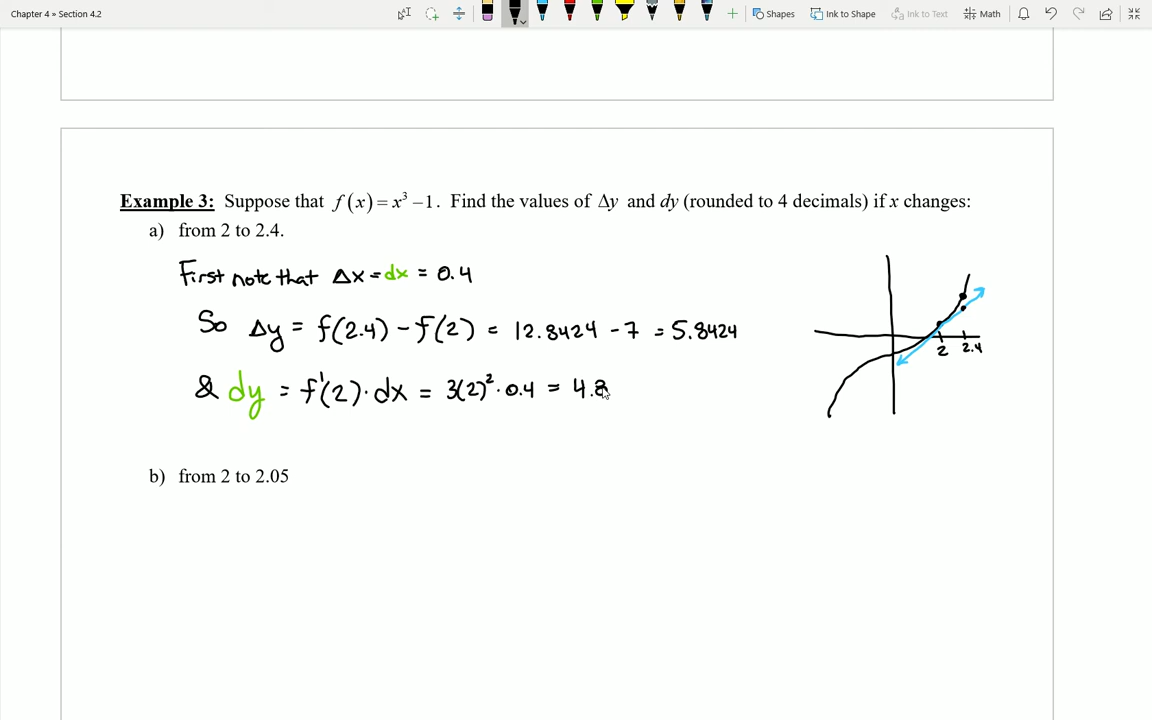 Chapter 4 » Section 4.2
Shapes Ink to Shape Ink to Text Math
Example 3: Suppose that f(x) = x³ − 1. Find the values of Δy and dy (rounded to 4 decimals) if x changes:
a) from 2 to 2.4.
First note that Δx = dx = 0.4
So Δy = f(2.4) − f(2) = 12.8424 − 7 = 5.8424
& dy = f'(2) · dx = 3(2)² · 0.4 = 4.8
2 2.4
b) from 2 to 2.05